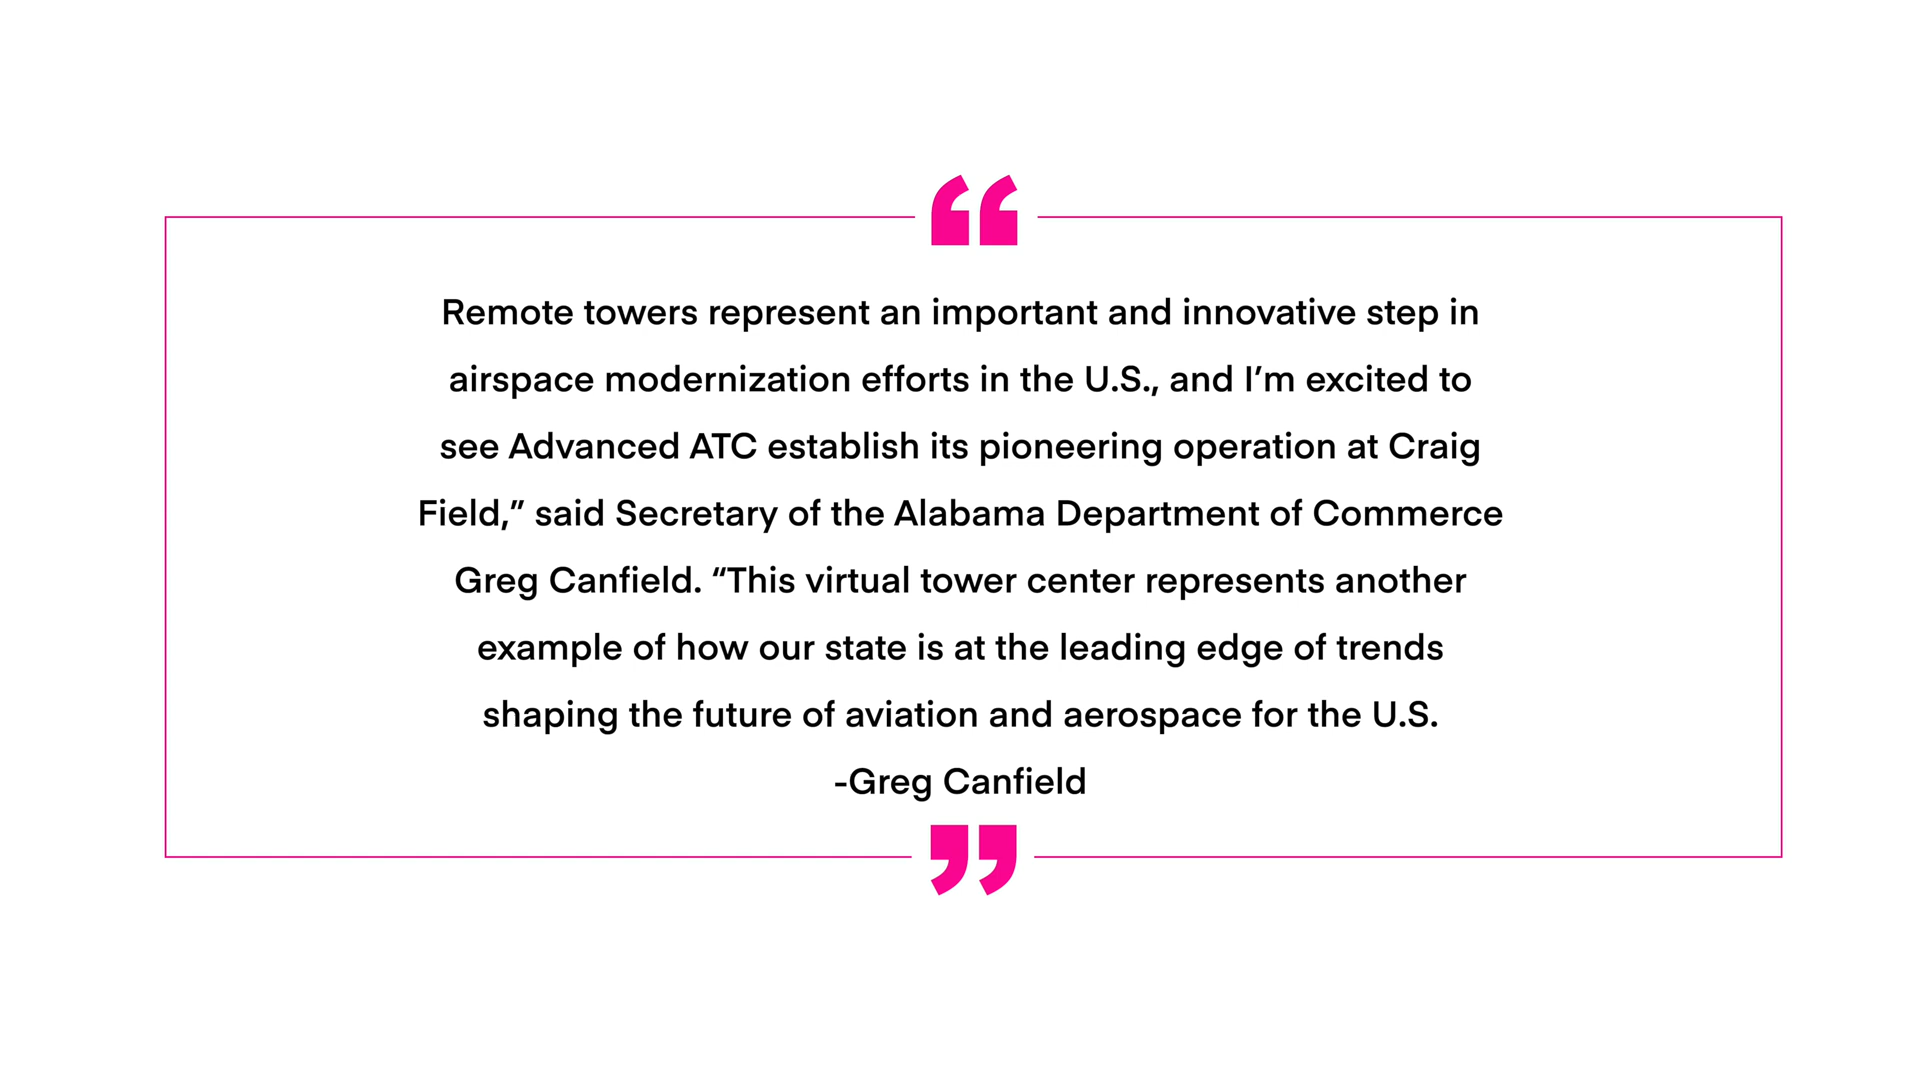 “
Remote towers represent an important and innovative step in
airspace modernization efforts in the U.S., and I’m excited to
see Advanced ATC establish its pioneering operation at Craig
Field,” said Secretary of the Alabama Department of Commerce
Greg Canfield. “This virtual tower center represents another
example of how our state is at the leading edge of trends
shaping the future of aviation and aerospace for the U.S.
-Greg Canfield
”